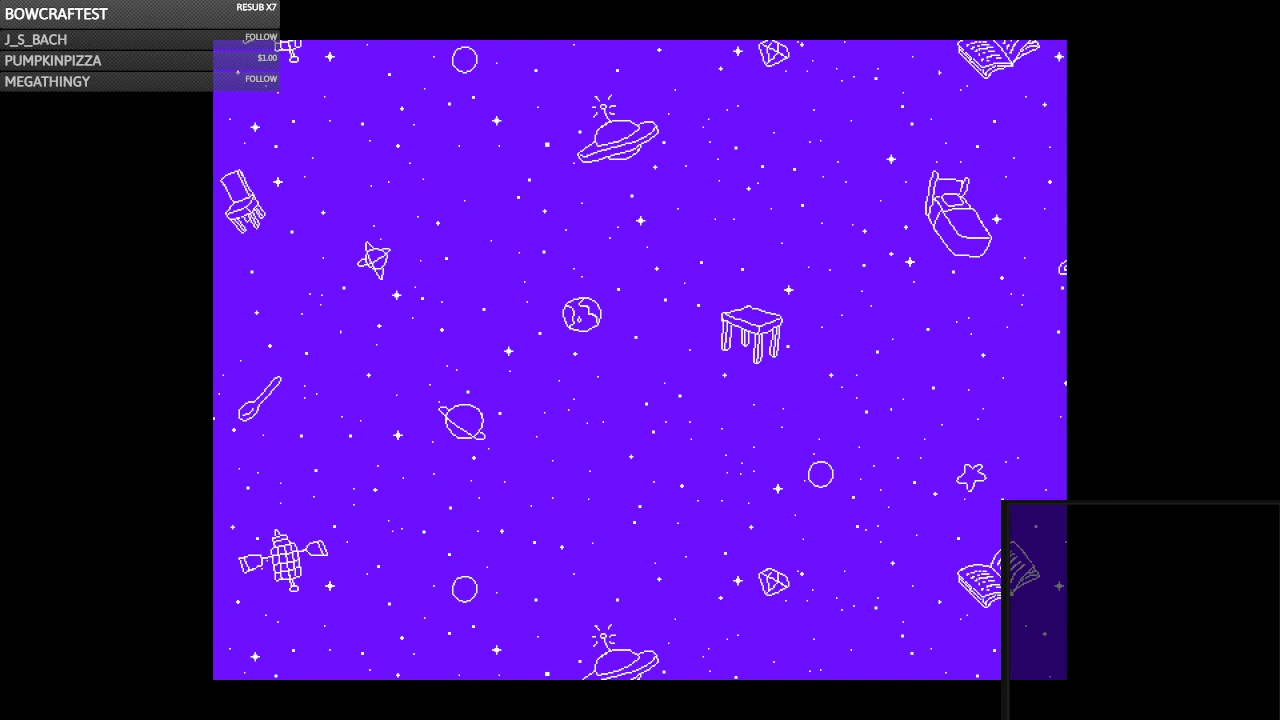 BOWCRAFTEST RESUB X7
J_S_BACH FOLLOW
PUMPKINPIZZA $1.00
MEGATHINGY FOLLOW